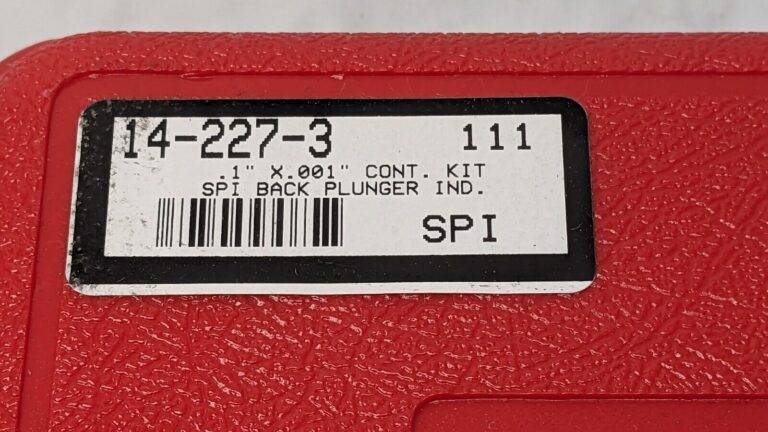 14-227-3 111
.1" X.001" CONT. KIT
SPI BACK PLUNGER IND.
SPI